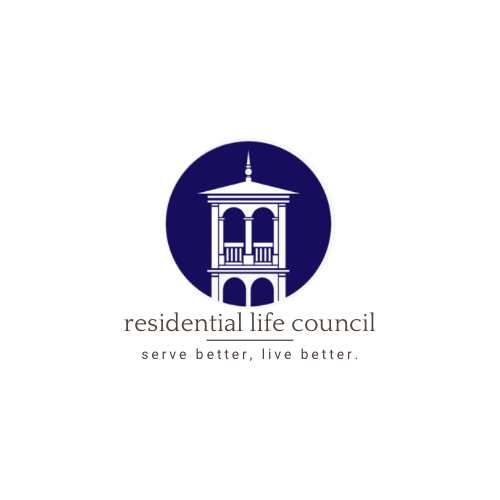 residential life council
serve better, live better.